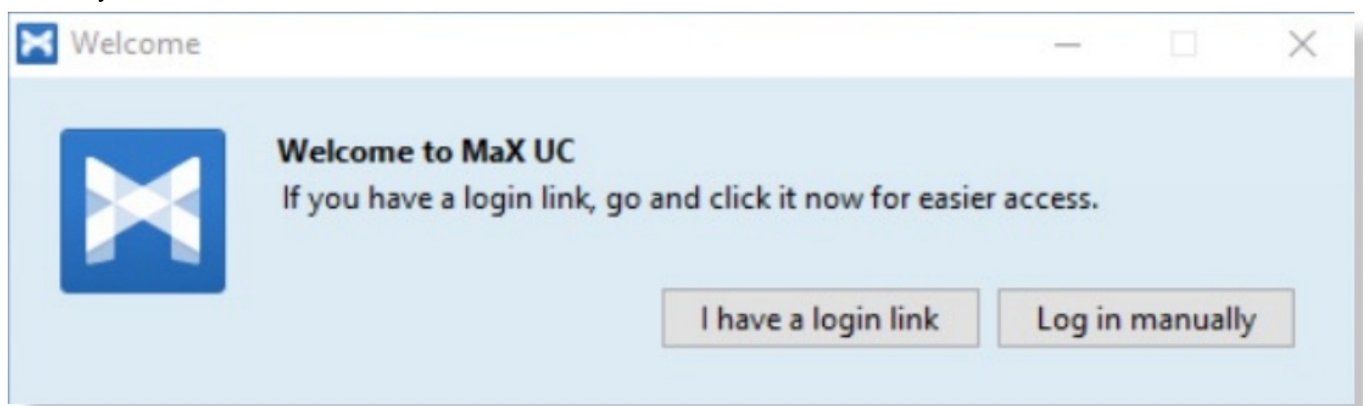 Welcome
Welcome to MaX UC
If you have a login link, go and click it now for easier access.
I have a login link
Log in manually